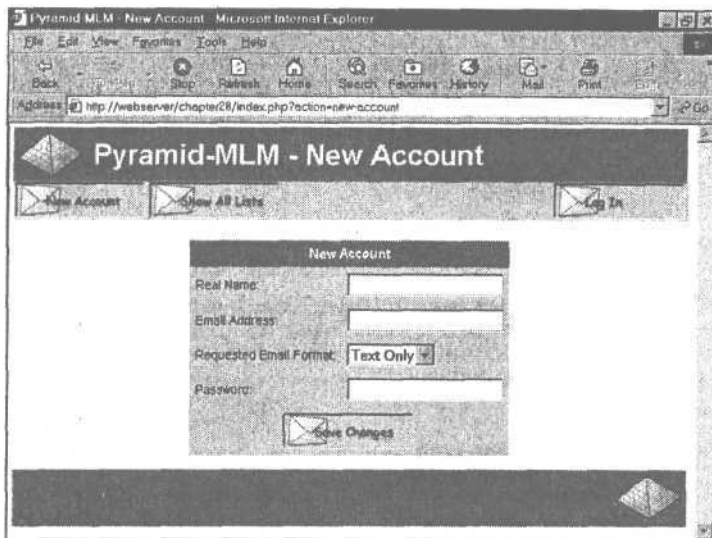 Pyramid-MLM - New Account Microsoft Internet Explorer
File Edit View Favorites Tools Help
Back Stop Refresh Home Search Favorites History Mail Print
Address http://webserver/chapter28/index.php?action=new-account Go
Pyramid-MLM - New Account
New Account Show All Lists Log In
New Account
Real Name:
Email Address:
Requested Email Format: Text Only
Password:
Save Changes